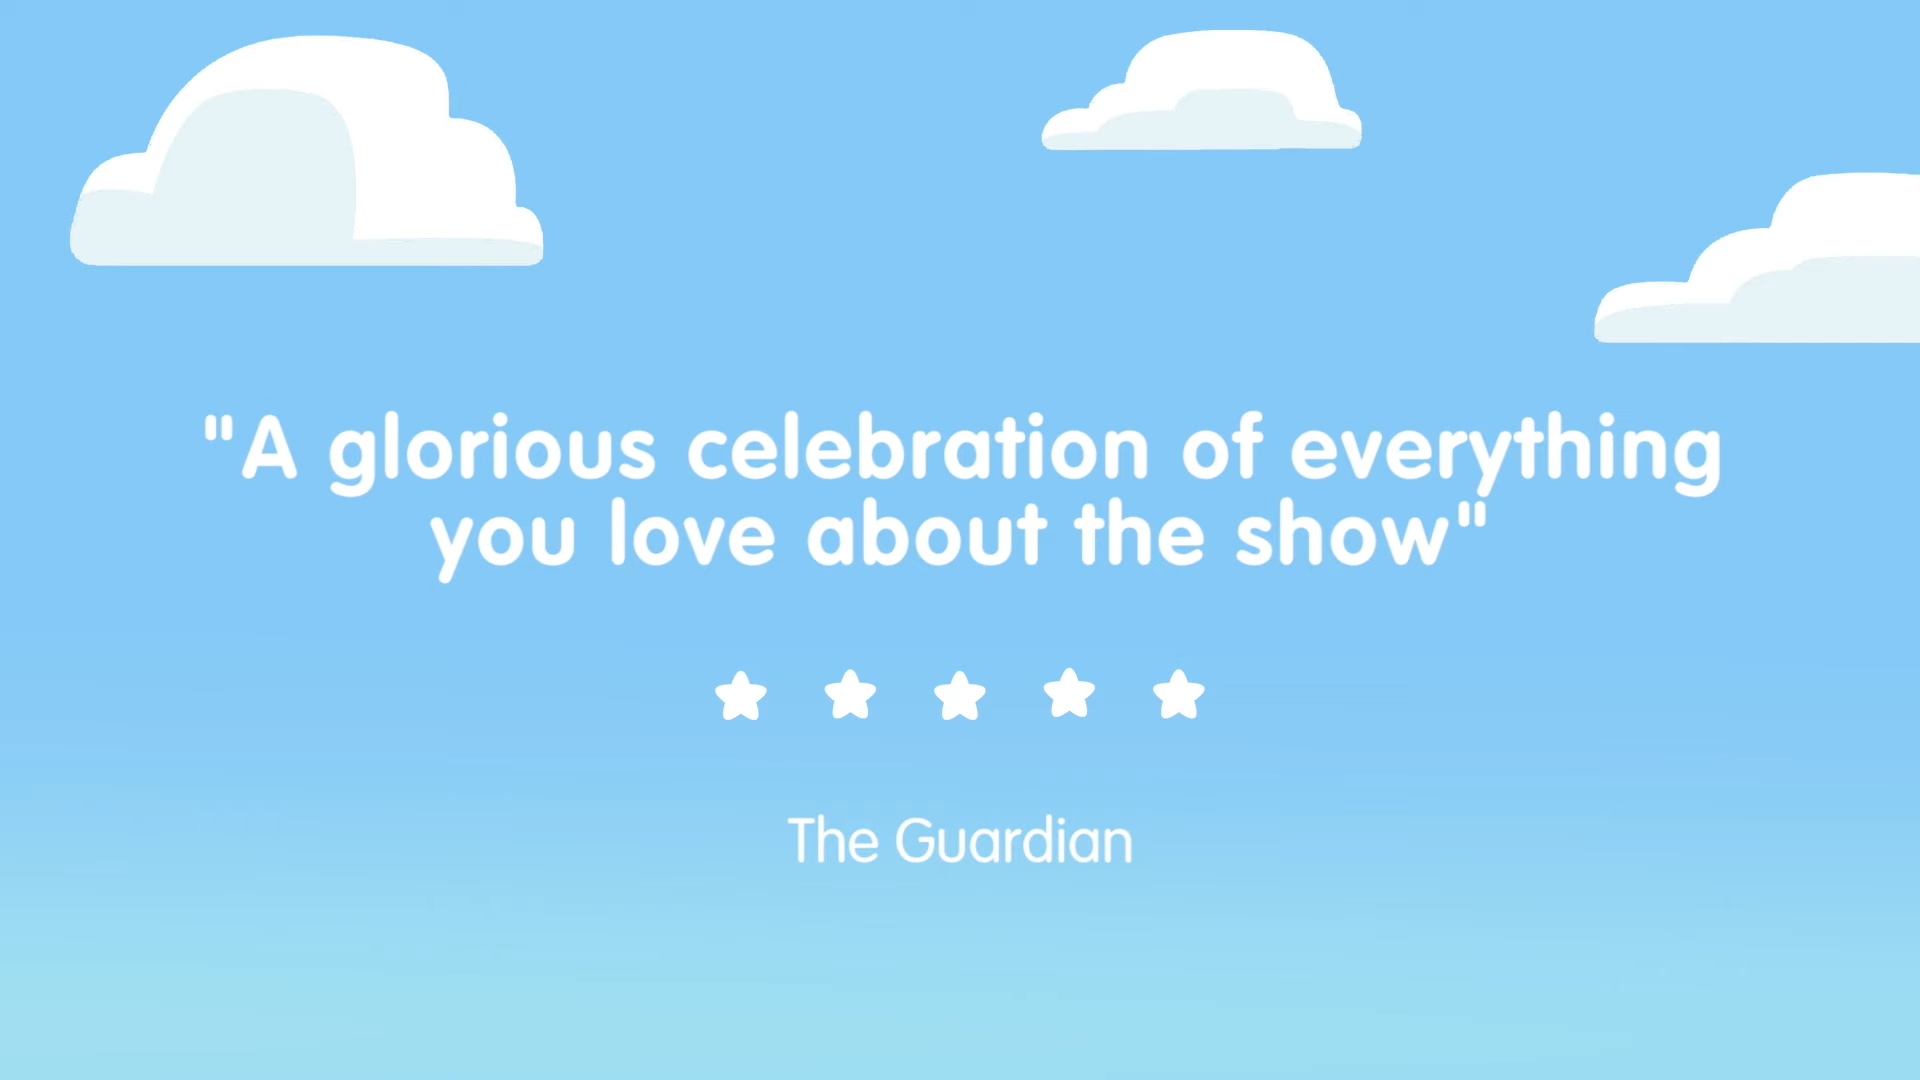 "A glorious celebration of everything
you love about the show"
The Guardian